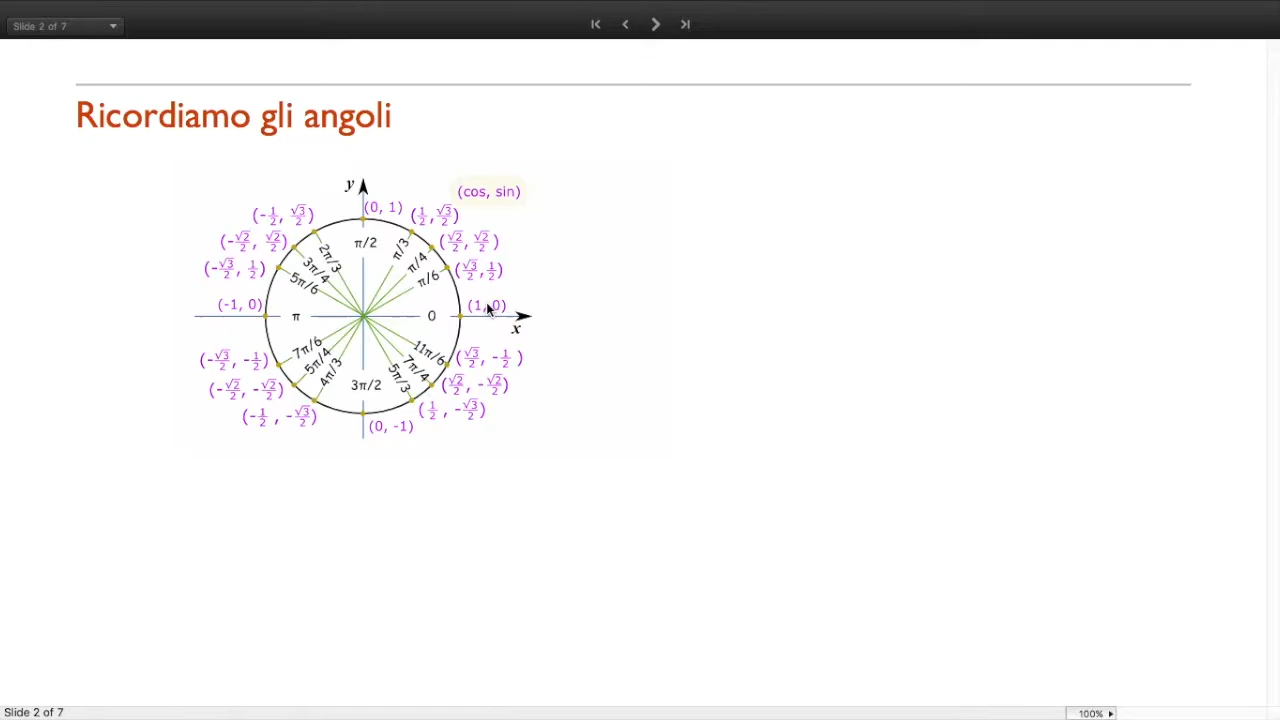 Slide 2 of 7
Ricordiamo gli angoli
y
(cos, sin)
(0, 1)
(-1/2, √3/2)
(1/2, √3/2)
(-√2/2, √2/2)
π/2
(√2/2, √2/2)
2π/3
π/3
3π/4
π/4
(-√3/2, 1/2)
5π/6
π/6
(√3/2, 1/2)
(-1, 0)
(1, 0)
π
0
x
7π/6
11π/6
(-√3/2, -1/2)
(√3/2, -1/2)
5π/4
7π/4
4π/3
5π/3
(-√2/2, -√2/2)
3π/2
(√2/2, -√2/2)
(-1/2, -√3/2)
(1/2, -√3/2)
(0, -1)
Slide 2 of 7
100%